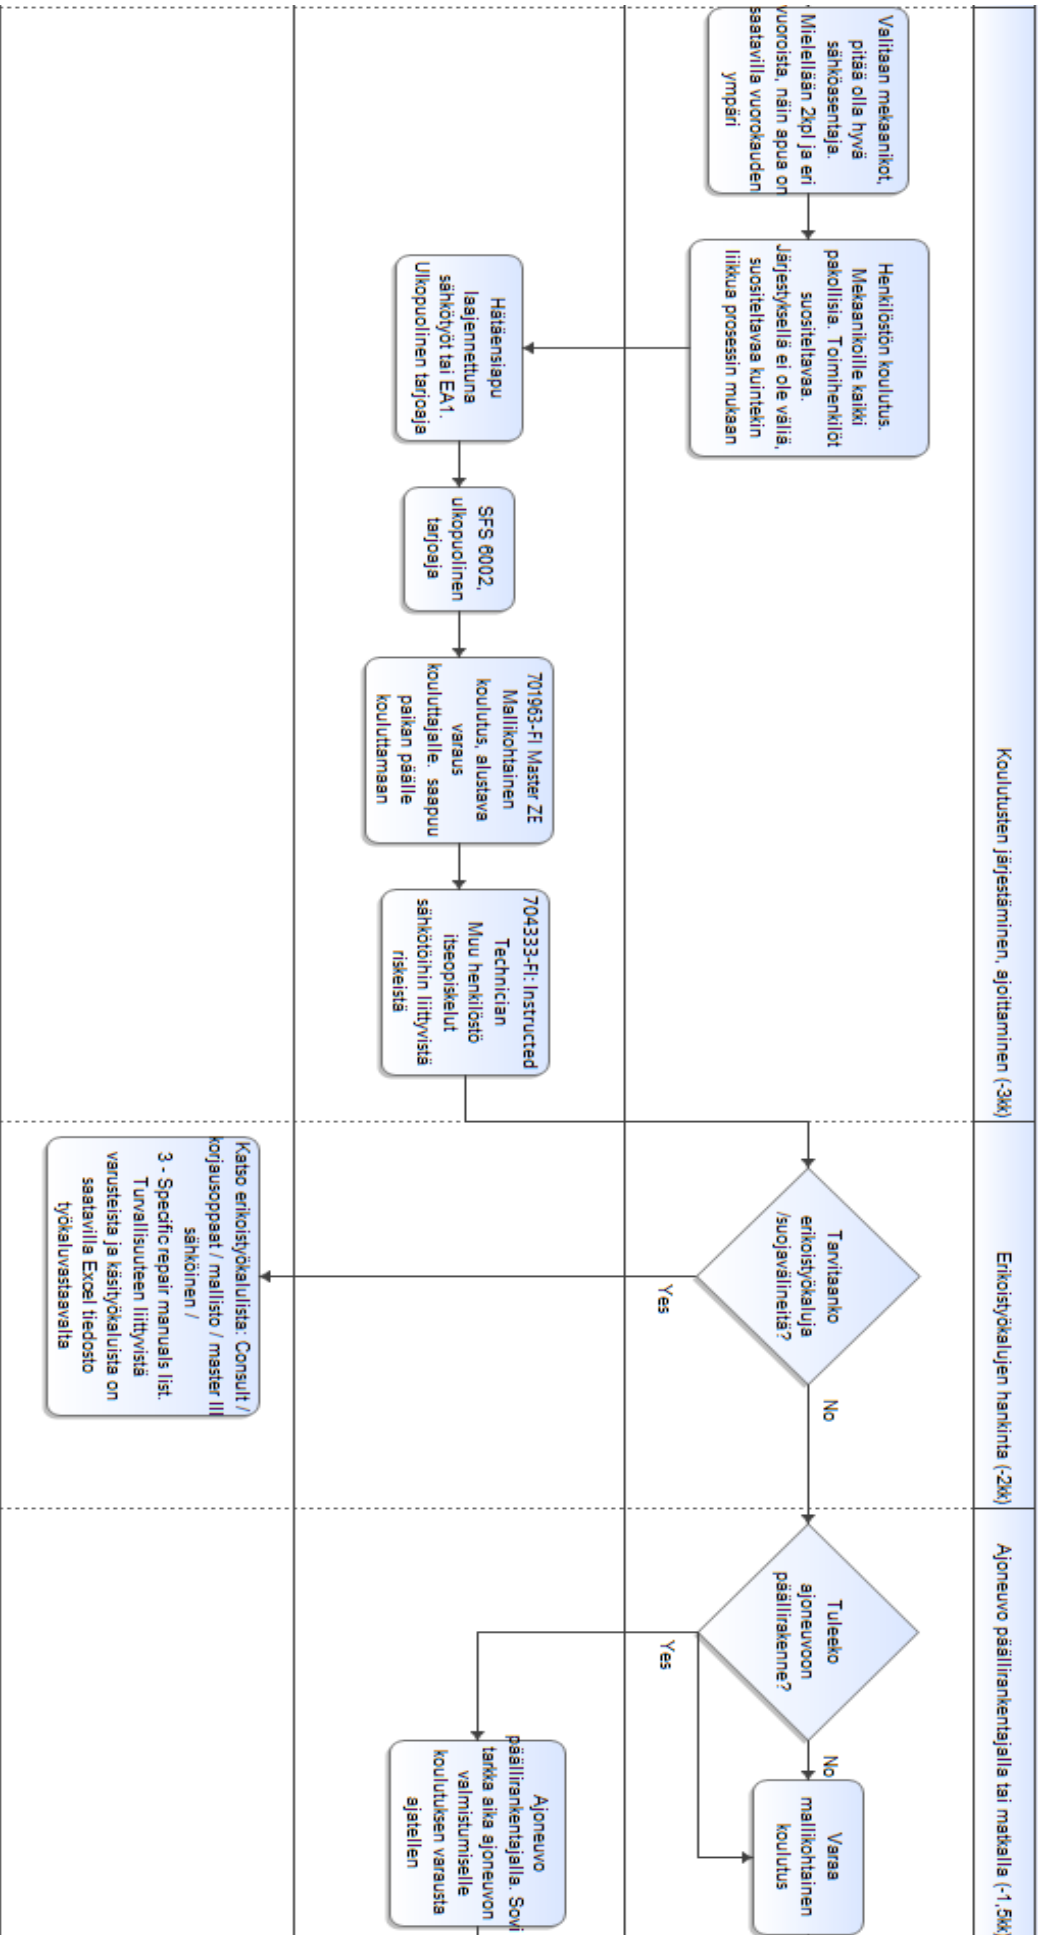 Koulutusten järjestäminen, ajoittaminen (-3kk)
Erikoistyökalujen hankinta (-2kk)
Ajoneuvo päällirankentajalla tai matkalla (-1,5kk)
Valitaan mekaanikot,
pitää olla hyvä
sähköasentaja.
Mielellään 2kpl ja eri
vuoroista, näin apua on
saatavilla vuorokauden
ympäri
Henkilöstön koulutus.
Mekaanikoille kaikki
pakollisia. Toimihenkilöt
suositeltavaa.
Järjestyksellä ei ole väliä,
suositeltavaa kuintekin
liikkua prosessin mukaan
Hätäensiapu
laajennettuna
sähkötyöt tai EA1.
Ulkopuolinen tarjoaja
SFS 6002,
ulkopuolinen
tarjoaja
701963-FI Master ZE
Mallikohtainen
koulutus, alustava
varaus
kouluttajalle. saapuu
paikan päälle
kouluttamaan
704333-FI: Instructed
Technician
Muu henkilöstö
itseopiskelut
sähkötöihin liittyvistä
riskeistä
Tarvitaanko
erikoistyökaluja
/suojavälineitä?
Yes
No
Katso erikoistyökalulista: Consult /
korjausoppaat / mallisto / master III
sähköinen /
3 - Specific repair manuals list.
Turvallisuuteen liittyvistä
varusteista ja käsityökaluista on
saatavilla Excel tiedosto
työkaluvastaavalta
Tuleeko
ajoneuvoon
päällirakenne?
Yes
No
Varaa
mallikohtainen
koulutus
Ajoneuvo
päällirankentajalla. Sovi
tarkka aika ajoneuvon
valmistumiselle
koulutuksen varausta
ajatellen